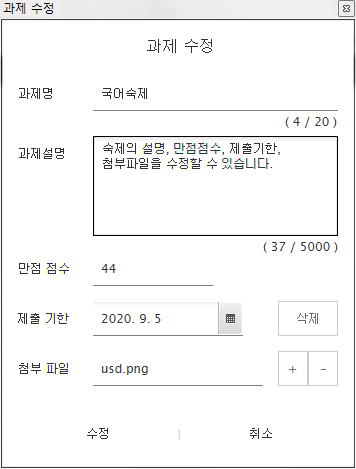 과제 수정
과제 수정
과제명 국어숙제
( 4 / 20 )
과제설명 숙제의 설명, 만점점수, 제출기한,
첨부파일을 수정할 수 있습니다.
( 37 / 5000 )
만점 점수 44
제출 기한 2020. 9. 5 삭제
첨부 파일 usd.png + -
수정 | 취소